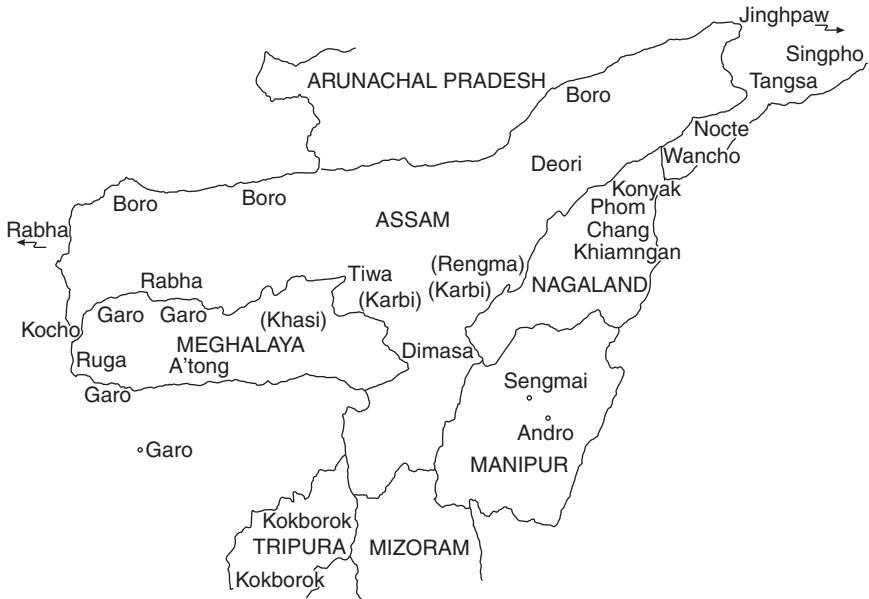 Jinghpaw
Singpho
ARUNACHAL PRADESH
Tangsa
Boro
Nocte
Wancho
Deori
Konyak
Boro
Boro
Phom
ASSAM
Chang
Rabha
Khiamngan
(Rengma)
Tiwa
Rabha
NAGALAND
(Karbi)
(Karbi)
Garo
Garo
(Khasi)
Kocho
MEGHALAYA
Dimasa
Ruga
A'tong
Sengmai
Garo
Andro
Garo
MANIPUR
Kokborok
TRIPURA
MIZORAM
Kokborok